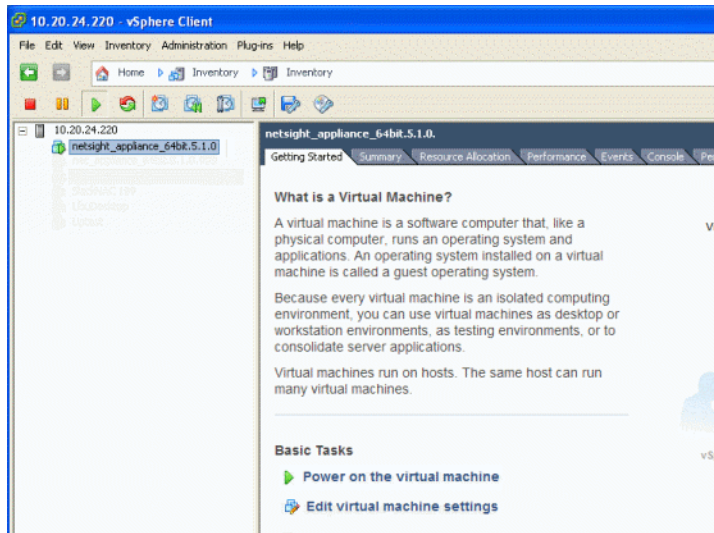 10.20.24.220 - vSphere Client
File Edit View Inventory Administration Plug-ins Help
Home Inventory Inventory
10.20.24.220
netsight_appliance_64bit.5.1.0
netsight_appliance_64bit.5.1.0.
Getting Started Summary Resource Allocation Performance Events Console
What is a Virtual Machine?
A virtual machine is a software computer that, like a
physical computer, runs an operating system and
applications. An operating system installed on a virtual
machine is called a guest operating system.
Because every virtual machine is an isolated computing
environment, you can use virtual machines as desktop or
workstation environments, as testing environments, or to
consolidate server applications.
Virtual machines run on hosts. The same host can run
many virtual machines.
Basic Tasks
Power on the virtual machine
Edit virtual machine settings